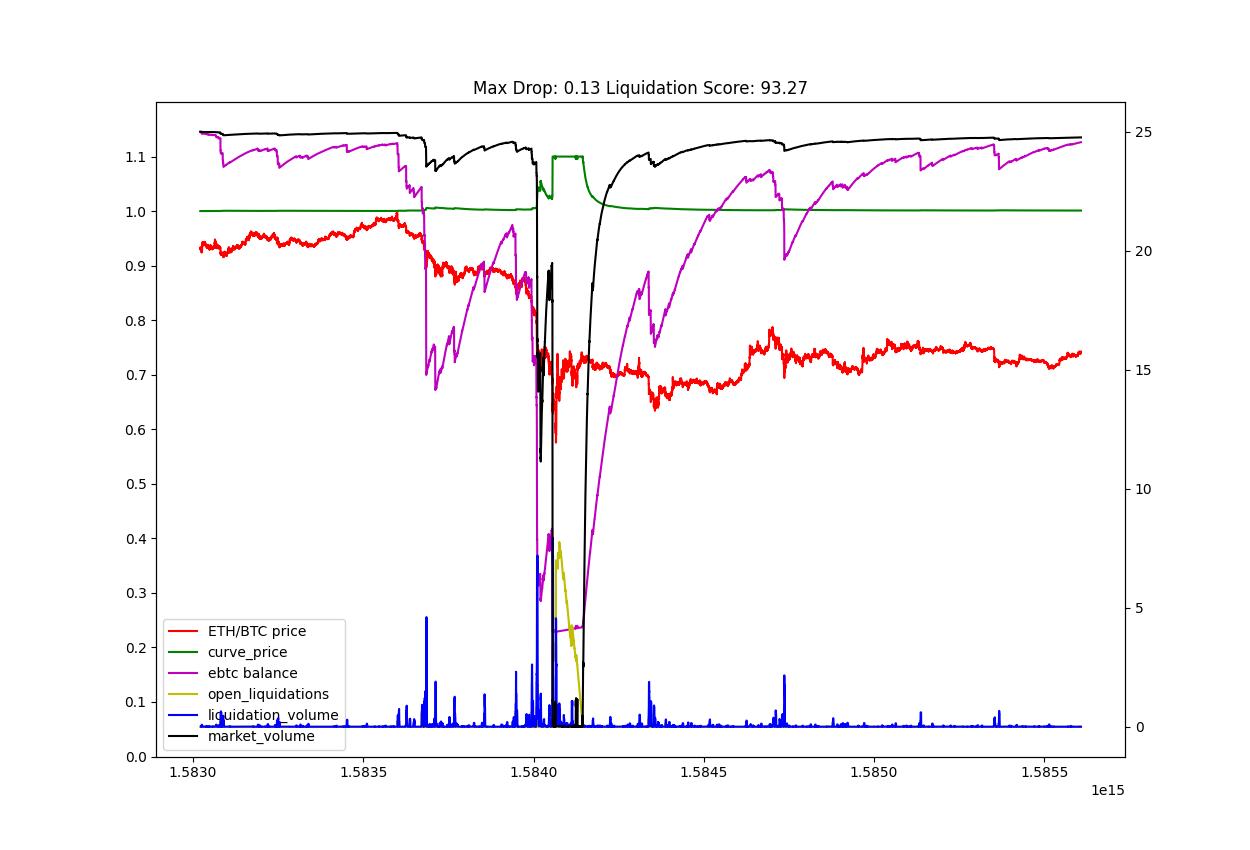 Max Drop: 0.13 Liquidation Score: 93.27
1.1
1.0
0.9
0.8
0.7
0.6
0.5
0.4
0.3
0.2
0.1
0.0
25
20
15
10
5
0
ETH/BTC price
curve_price
ebtc balance
open_liquidations
liquidation_volume
market_volume
1.5830 1.5835 1.5840 1.5845 1.5850 1.5855
1e15